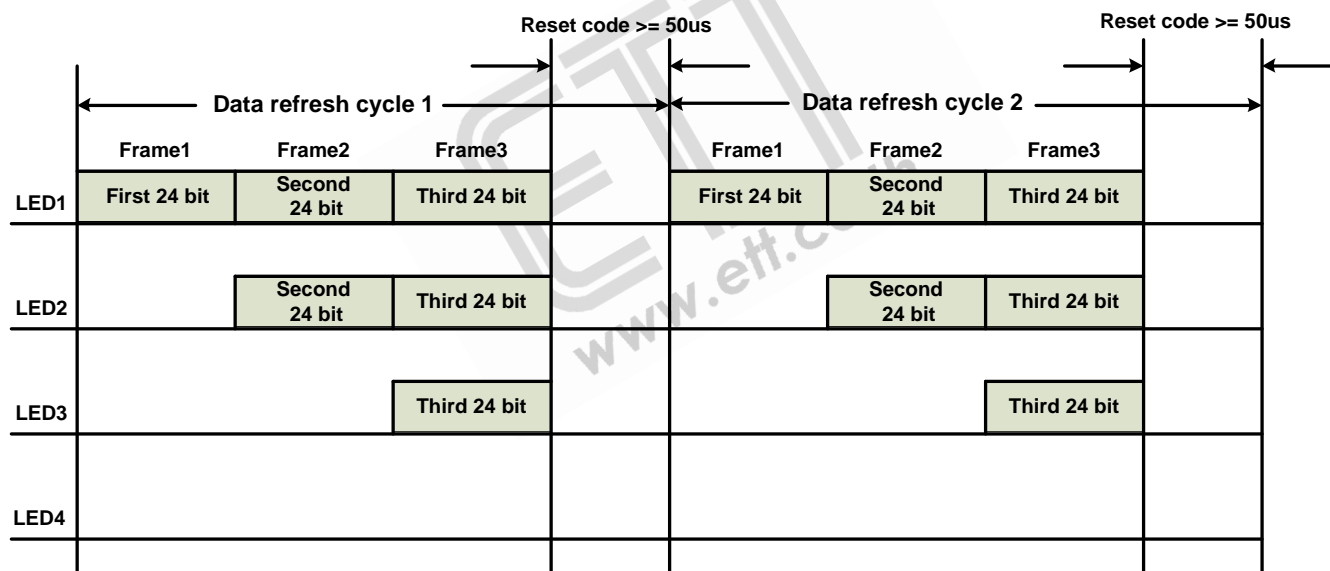 Reset code >= 50us
Reset code >= 50us
Data refresh cycle 1
Data refresh cycle 2
Frame1 Frame2 Frame3 Frame1 Frame2 Frame3
LED1 First 24 bit Second 24 bit Third 24 bit First 24 bit Second 24 bit Third 24 bit
LED2 Second 24 bit Third 24 bit Second 24 bit Third 24 bit
LED3 Third 24 bit Third 24 bit
LED4
ETT